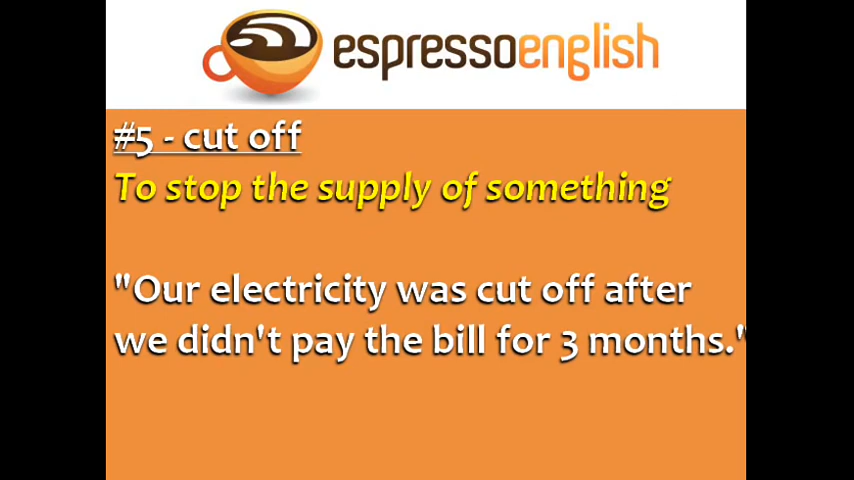 espressoenglish
#5 - cut off
To stop the supply of something
"Our electricity was cut off after
we didn't pay the bill for 3 months."